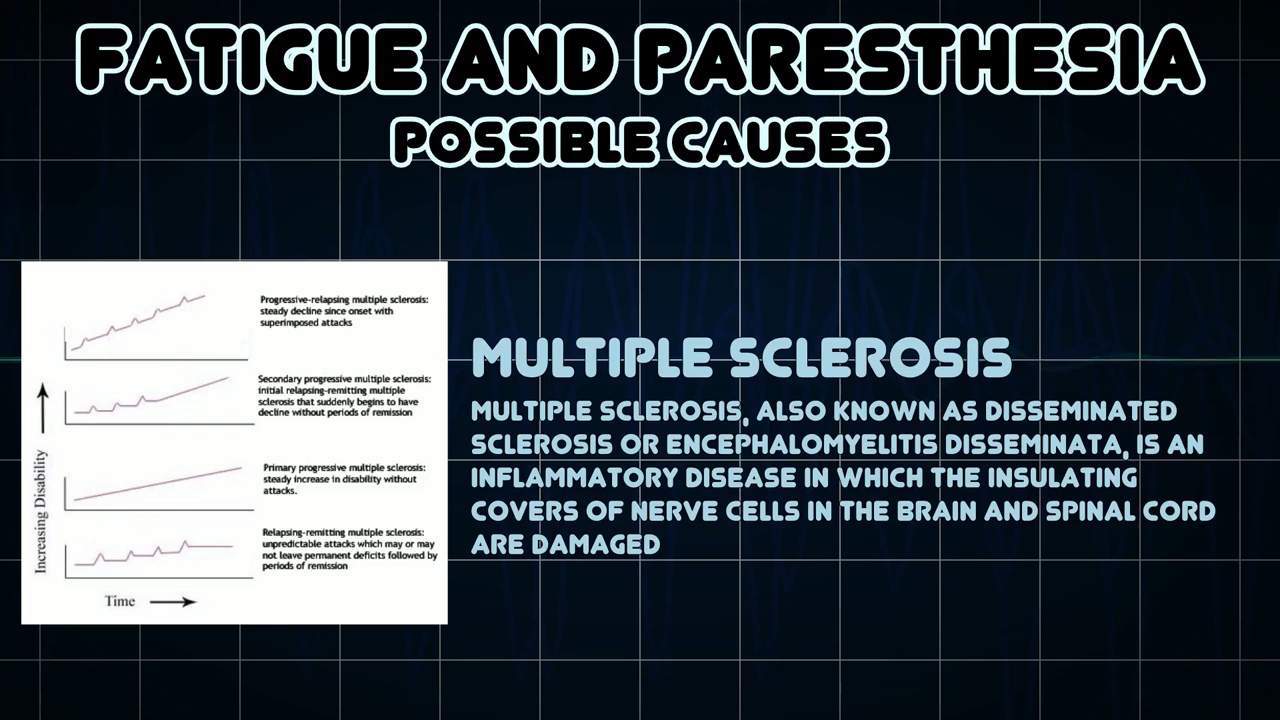 FATIGUE AND PARESTHESIA
POSSIBLE CAUSES
Progressive-relapsing multiple sclerosis:
steady decline since onset with
superimposed attacks
Secondary progressive multiple sclerosis:
initial relapsing-remitting multiple
sclerosis that suddenly begins to have
decline without periods of remission
Primary progressive multiple sclerosis:
steady increase in disability without
attacks.
Relapsing-remitting multiple sclerosis:
unpredictable attacks which may or may
not leave permanent deficits followed by
periods of remission
Increasing Disability
Time
MULTIPLE SCLEROSIS
MULTIPLE SCLEROSIS, ALSO KNOWN AS DISSEMINATED
SCLEROSIS OR ENCEPHALOMYELITIS DISSEMINATA, IS AN
INFLAMMATORY DISEASE IN WHICH THE INSULATING
COVERS OF NERVE CELLS IN THE BRAIN AND SPINAL CORD
ARE DAMAGED